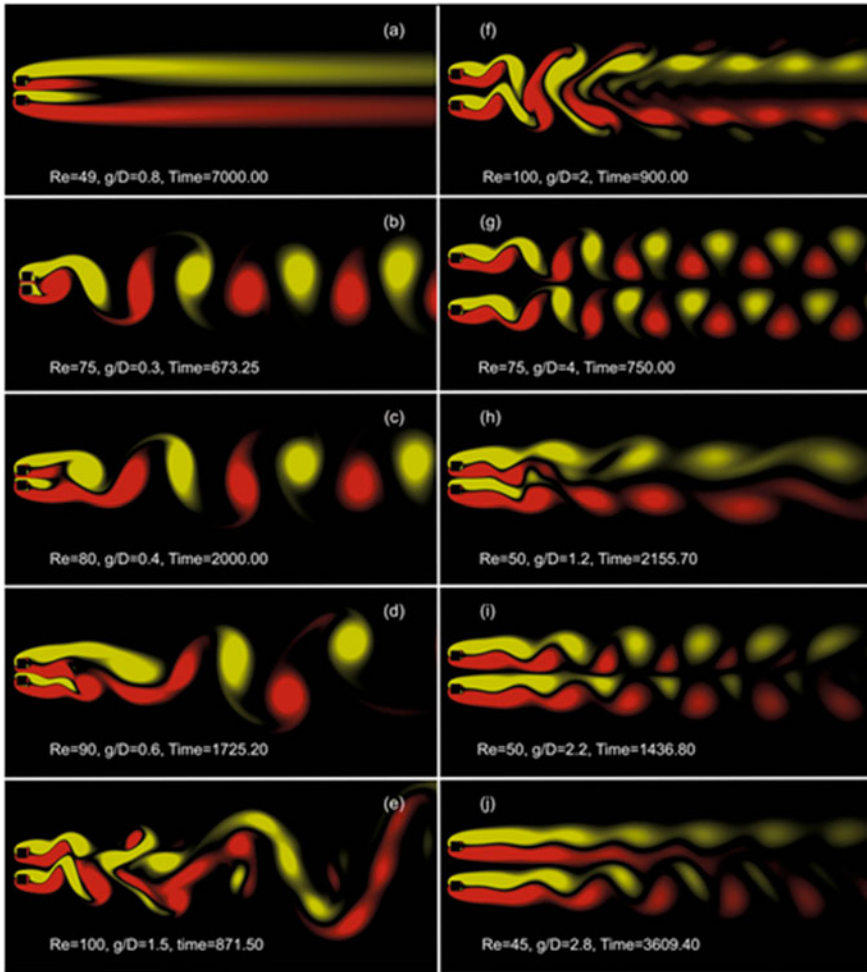 (a)
Re=49, g/D=0.8, Time=7000.00
(b)
Re=75, g/D=0.3, Time=673.25
(c)
Re=80, g/D=0.4, Time=2000.00
(d)
Re=90, g/D=0.6, Time=1725.20
(e)
Re=100, g/D=1.5, time=871.50
(f)
Re=100, g/D=2, Time=900.00
(g)
Re=75, g/D=4, Time=750.00
(h)
Re=50, g/D=1.2, Time=2155.70
(i)
Re=50, g/D=2.2, Time=1436.80
(j)
Re=45, g/D=2.8, Time=3609.40